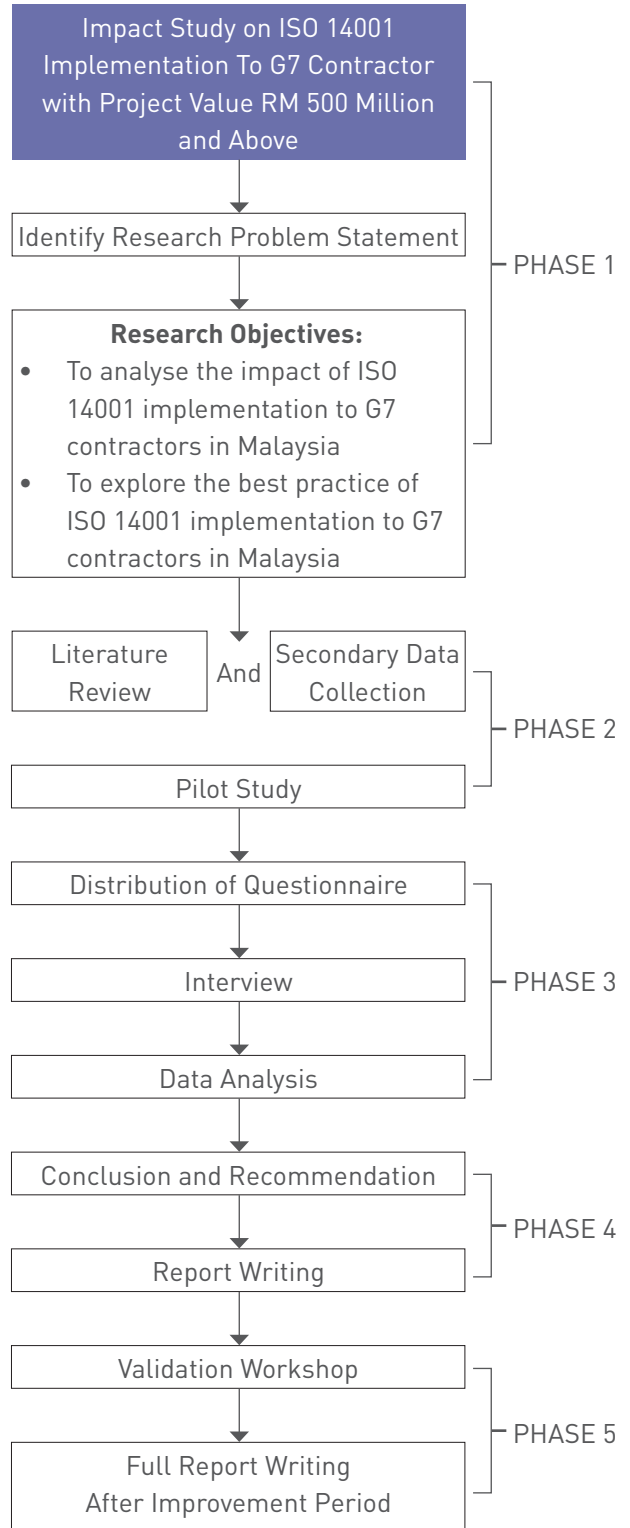 Impact Study on ISO 14001
Implementation To G7 Contractor
with Project Value RM 500 Million
and Above
Identify Research Problem Statement
PHASE 1
Research Objectives:
• To analyse the impact of ISO
14001 implementation to G7
contractors in Malaysia
• To explore the best practice of
ISO 14001 implementation to G7
contractors in Malaysia
Literature
Review
And
Secondary Data
Collection
PHASE 2
Pilot Study
Distribution of Questionnaire
Interview
PHASE 3
Data Analysis
Conclusion and Recommendation
PHASE 4
Report Writing
Validation Workshop
PHASE 5
Full Report Writing
After Improvement Period